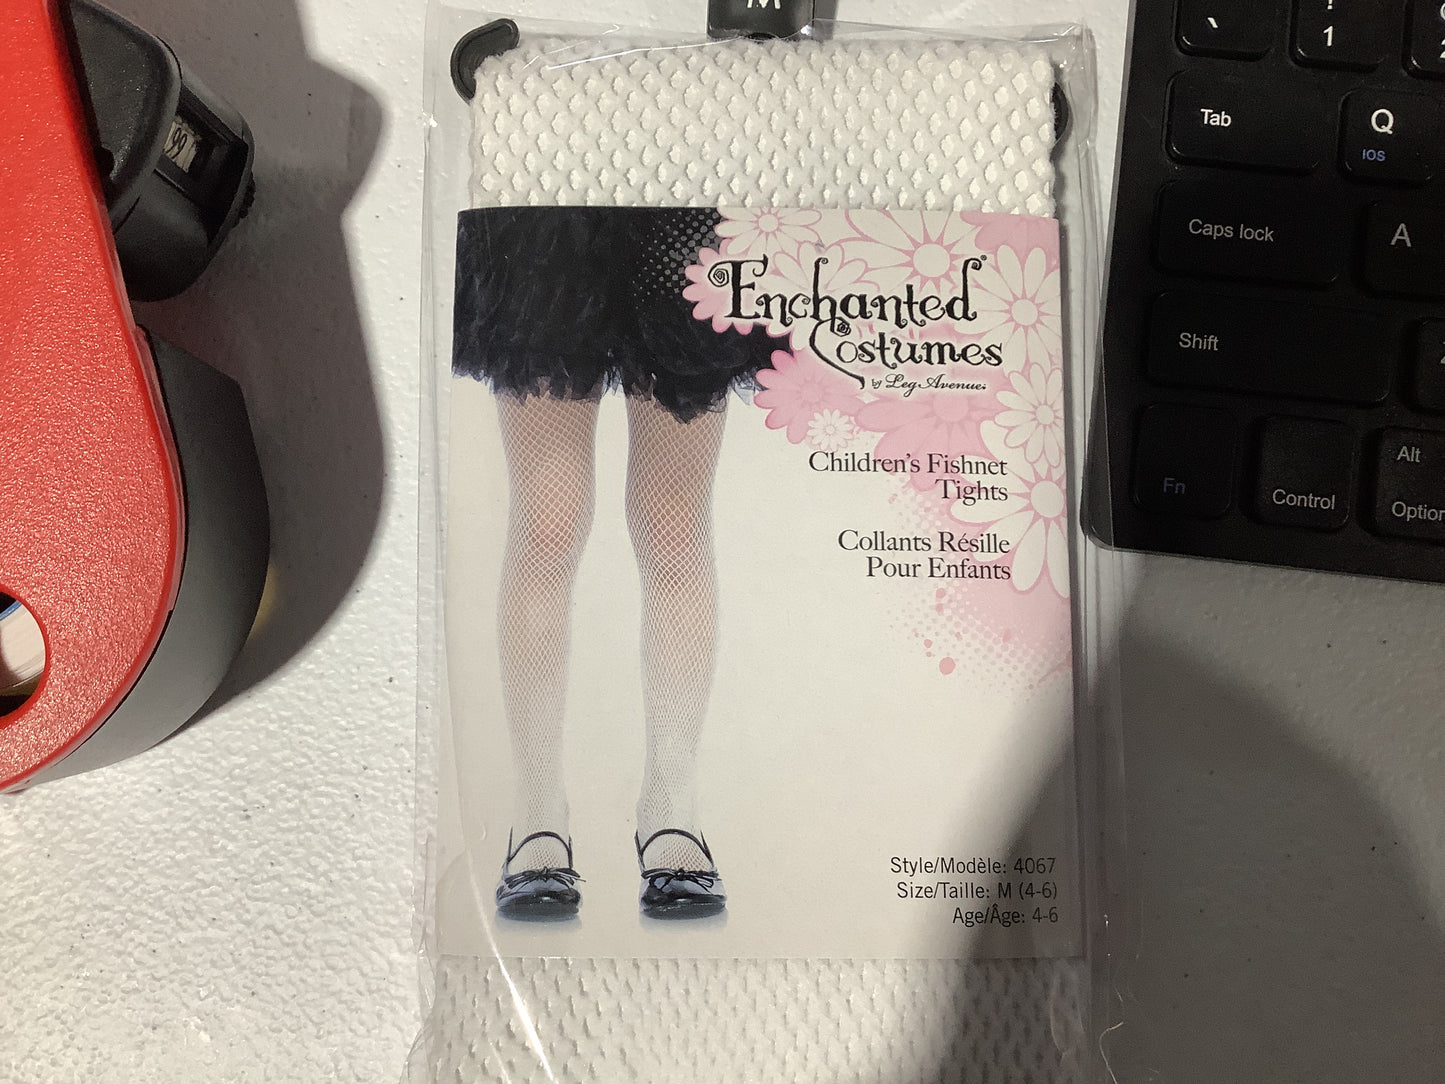 M
99
Enchanted
Costumes
by Leg Avenue
Children's Fishnet
Tights
Collants Résille
Pour Enfants
Style/Modèle: 4067
Size/Taille: M (4-6)
Age/Âge: 4-6
` ! 1
Tab Q
iOS
Caps lock A
Shift
Fn Control Alt
Option